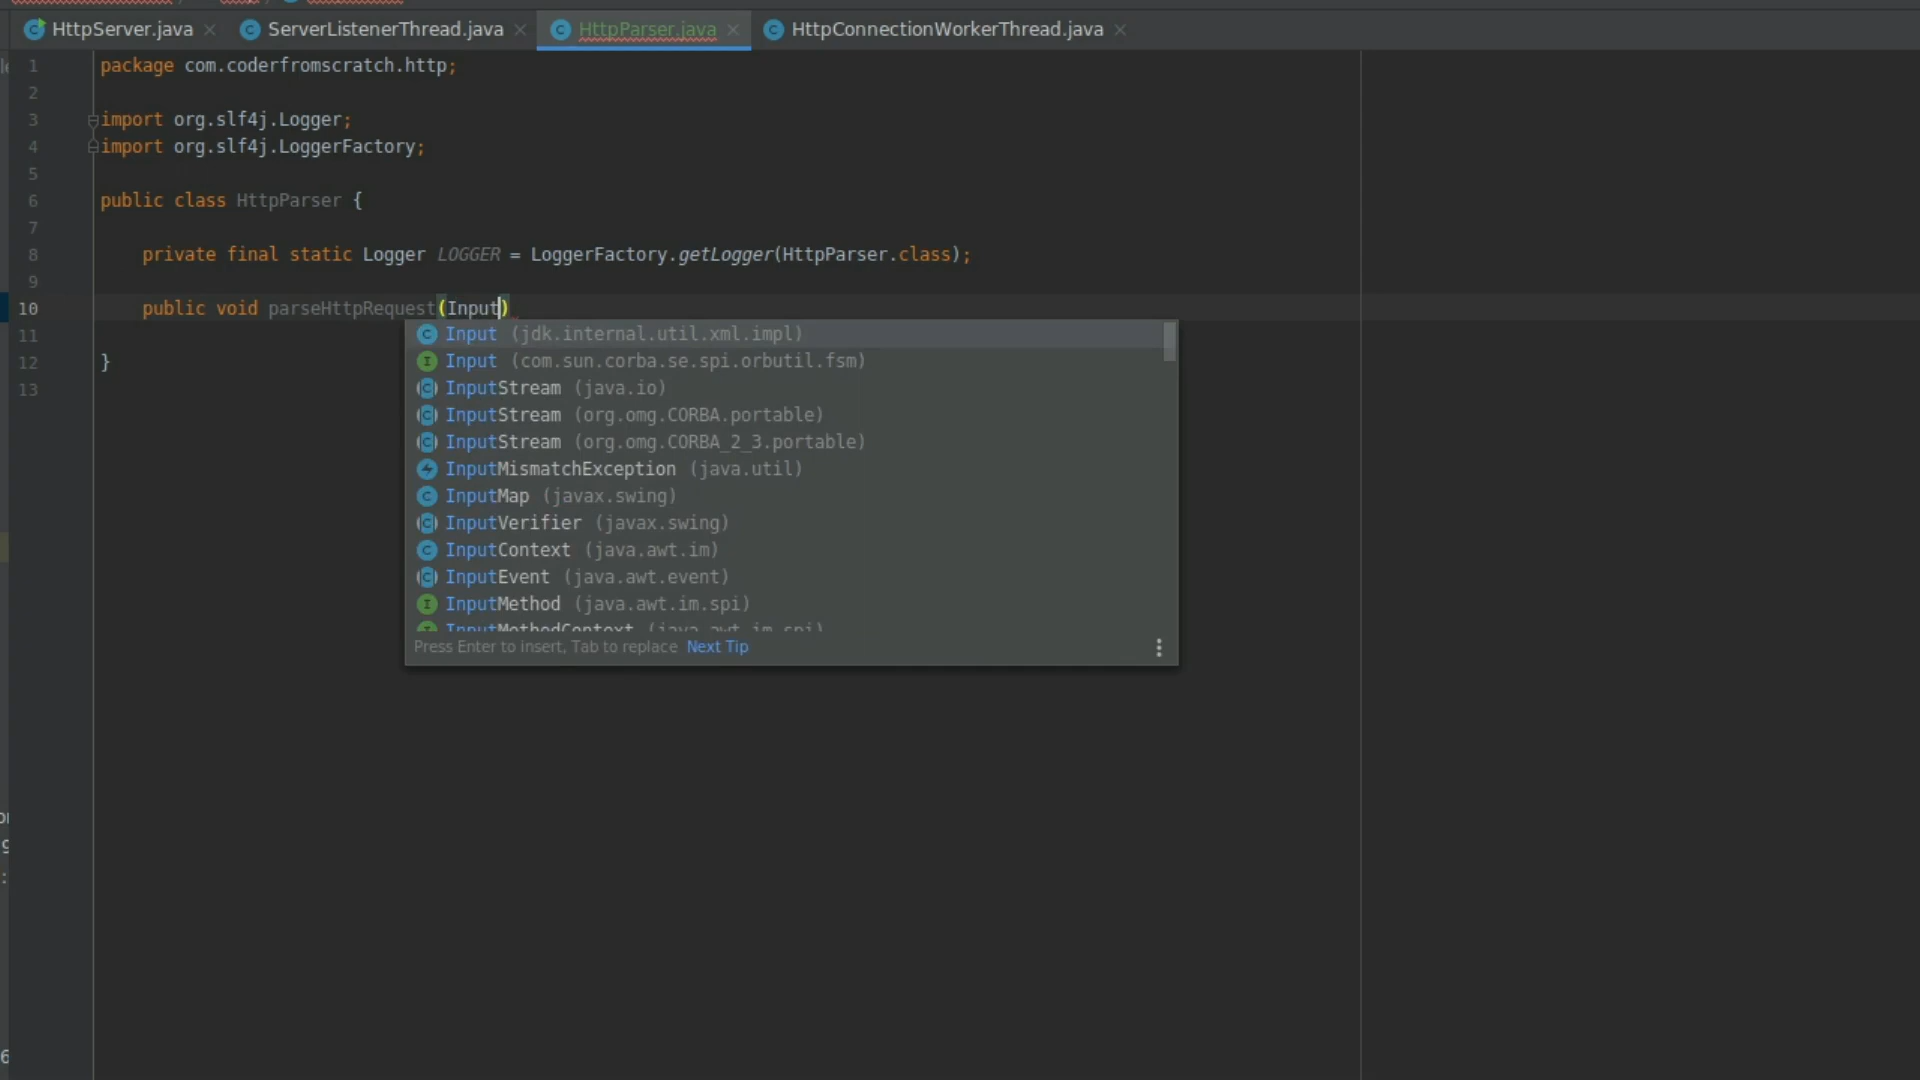 HttpServer.java ServerListenerThread.java HttpParser.java HttpConnectionWorkerThread.java
1 package com.coderfromscratch.http;
2
3 import org.slf4j.Logger;
4 import org.slf4j.LoggerFactory;
5
6 public class HttpParser {
7
8 private final static Logger LOGGER = LoggerFactory.getLogger(HttpParser.class);
9
10 public void parseHttpRequest(Input)
11
12 }
13
Input (jdk.internal.util.xml.impl)
Input (com.sun.corba.se.spi.orbutil.fsm)
InputStream (java.io)
InputStream (org.omg.CORBA.portable)
InputStream (org.omg.CORBA_2_3.portable)
InputMismatchException (java.util)
InputMap (javax.swing)
InputVerifier (javax.swing)
InputContext (java.awt.im)
InputEvent (java.awt.event)
InputMethod (java.awt.im.spi)
InputMethodContext (java.awt.im.spi)
Press Enter to insert, Tab to replace Next Tip